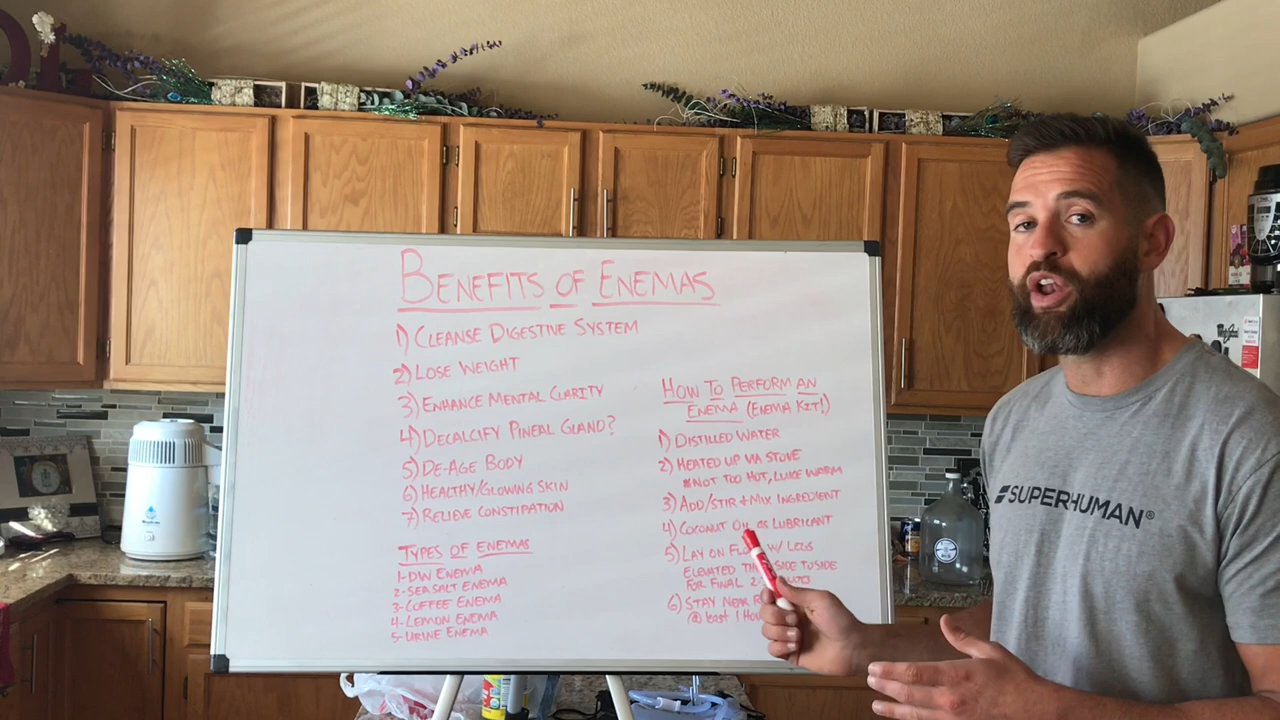 BENEFITS OF ENEMAS
1) CLEANSE DIGESTIVE SYSTEM
2) LOSE WEIGHT
3) ENHANCE MENTAL CLARITY
4) DECALCIFY PINEAL GLAND?
5) DE-AGE BODY
6) HEALTHY/GLOWING SKIN
7) RELIEVE CONSTIPATION
TYPES OF ENEMAS
1-DW ENEMA
2-SEASALT ENEMA
3-COFFEE ENEMA
4-LEMON ENEMA
5-URINE ENEMA
HOW TO PERFORM AN
ENEMA (ENEMA KIT!)
1) DISTILLED WATER
2) HEATED UP VIA STOVE
NOT TOO HOT, LUKE WARM
3) ADD/STIR + MIX INGREDIENT
4) COCONUT OIL AS LUBRICANT
5) LAY ON W/ LEGS
ELEVATED SIDE TO SIDE
FOR FINAL
6) STAY NEAR
@ least 1
SUPERHUMAN®